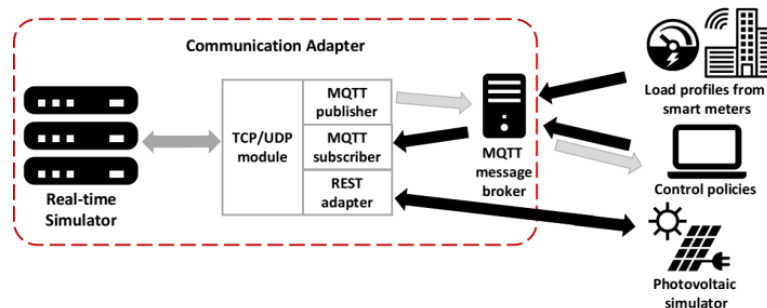 Communication Adapter
Real-time
Simulator
TCP/UDP
module
MQTT
publisher
MQTT
subscriber
REST
adapter
MQTT
message
broker
Load profiles from
smart meters
Control policies
Photovoltaic
simulator